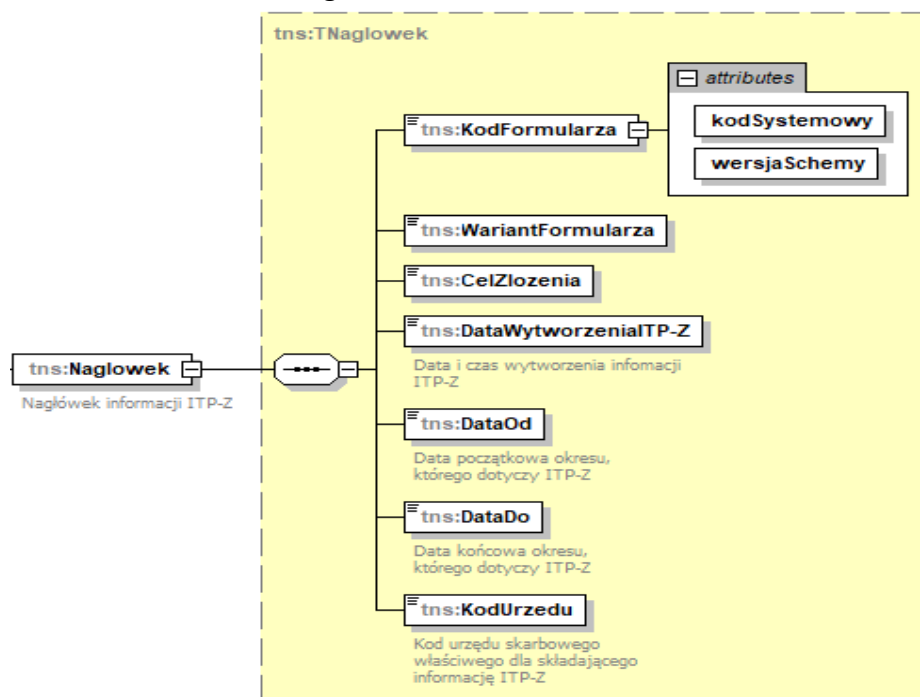 tns:TNaglowek
attributes
tns:KodFormularza
kodSystemowy
wersjaSchemy
tns:WariantFormularza
tns:CelZlozenia
tns:DataWytworzeniaITP-Z
Data i czas wytworzenia infomacji
ITP-Z
tns:Naglowek
Nagłówek informacji ITP-Z
tns:DataOd
Data początkowa okresu,
którego dotyczy ITP-Z
tns:DataDo
Data końcowa okresu,
którego dotyczy ITP-Z
tns:KodUrzedu
Kod urzędu skarbowego
właściwego dla składającego
informację ITP-Z